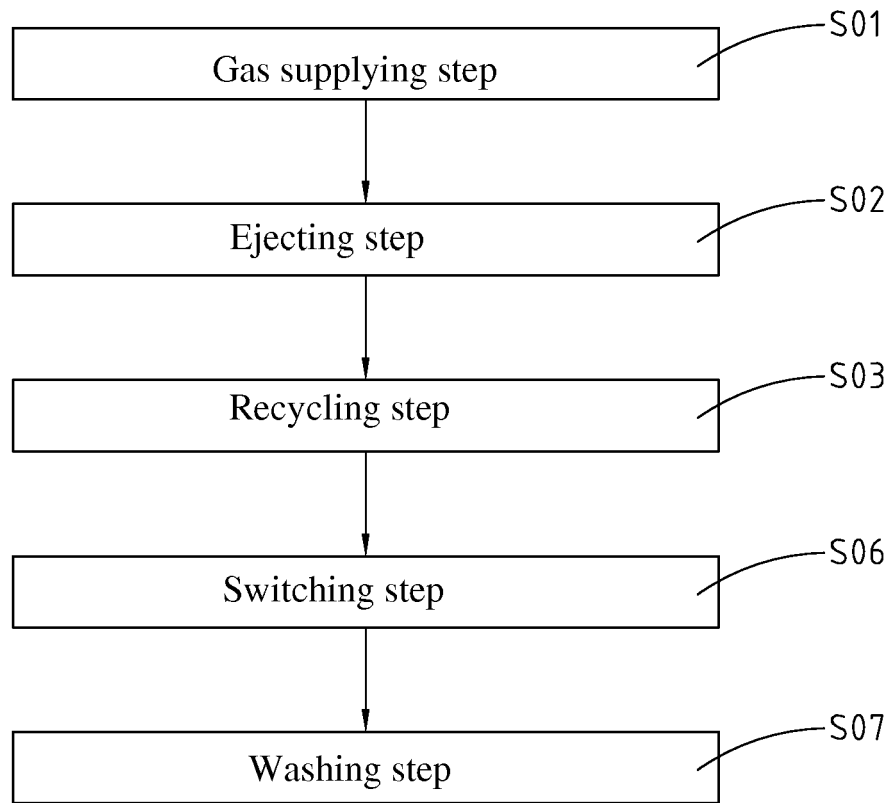 S01
Gas supplying step
S02
Ejecting step
S03
Recycling step
S06
Switching step
S07
Washing step